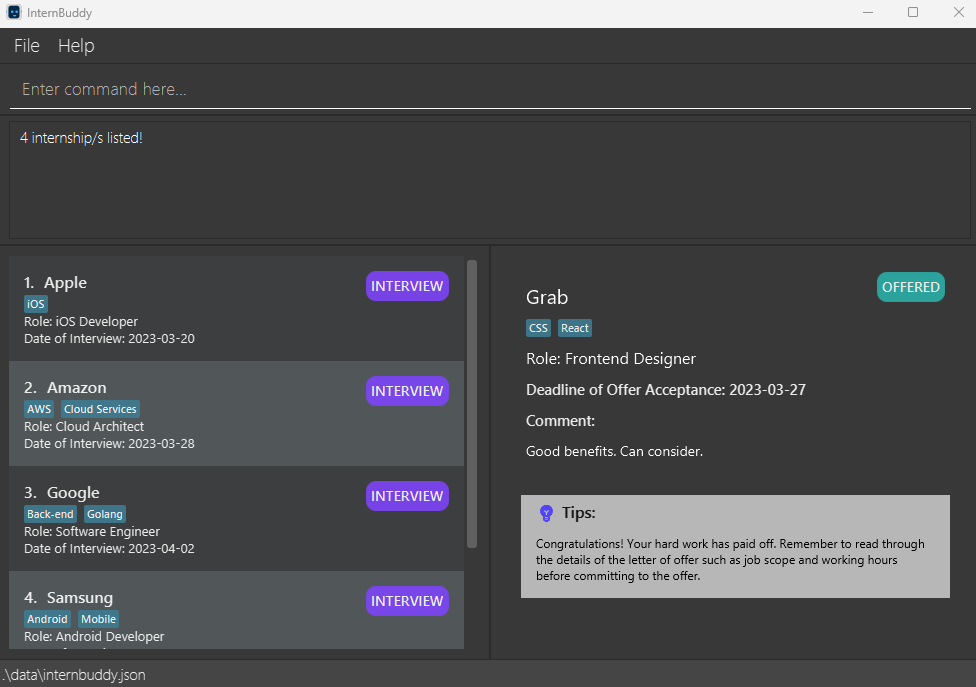 InternBuddy
File Help
Enter command here...
4 internship/s listed!
1. Apple
INTERVIEW
iOS
Role: iOS Developer
Date of Interview: 2023-03-20
2. Amazon
INTERVIEW
AWS Cloud Services
Role: Cloud Architect
Date of Interview: 2023-03-28
3. Google
INTERVIEW
Back-end Golang
Role: Software Engineer
Date of Interview: 2023-04-02
4. Samsung
INTERVIEW
Android Mobile
Role: Android Developer
Grab
OFFERED
CSS React
Role: Frontend Designer
Deadline of Offer Acceptance: 2023-03-27
Comment:
Good benefits. Can consider.
Tips:
Congratulations! Your hard work has paid off. Remember to read through
the details of the letter of offer such as job scope and working hours
before committing to the offer.
.\data\internbuddy.json